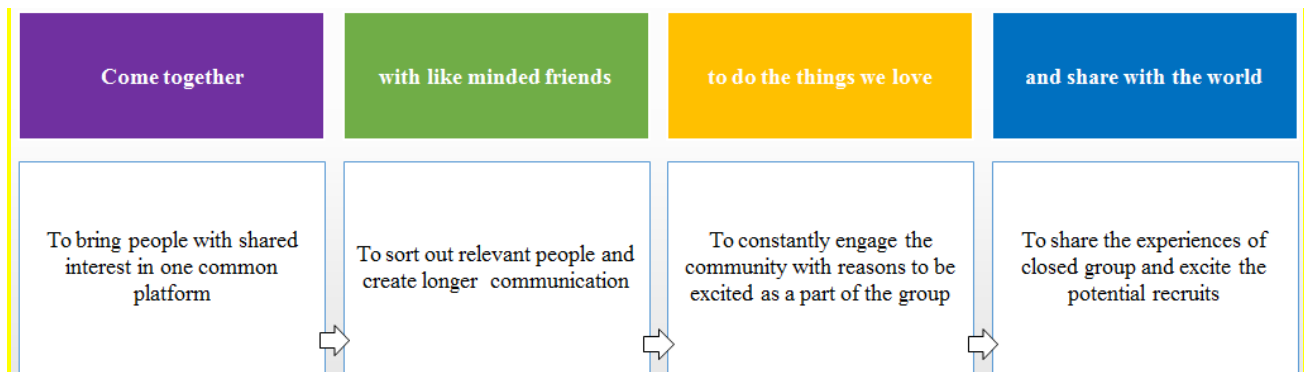 Come together
with like minded friends
to do the things we love
and share with the world
To bring people with shared
interest in one common
platform
To sort out relevant people and
create longer communication
To constantly engage the
community with reasons to be
excited as a part of the group
To share the experiences of
closed group and excite the
potential recruits